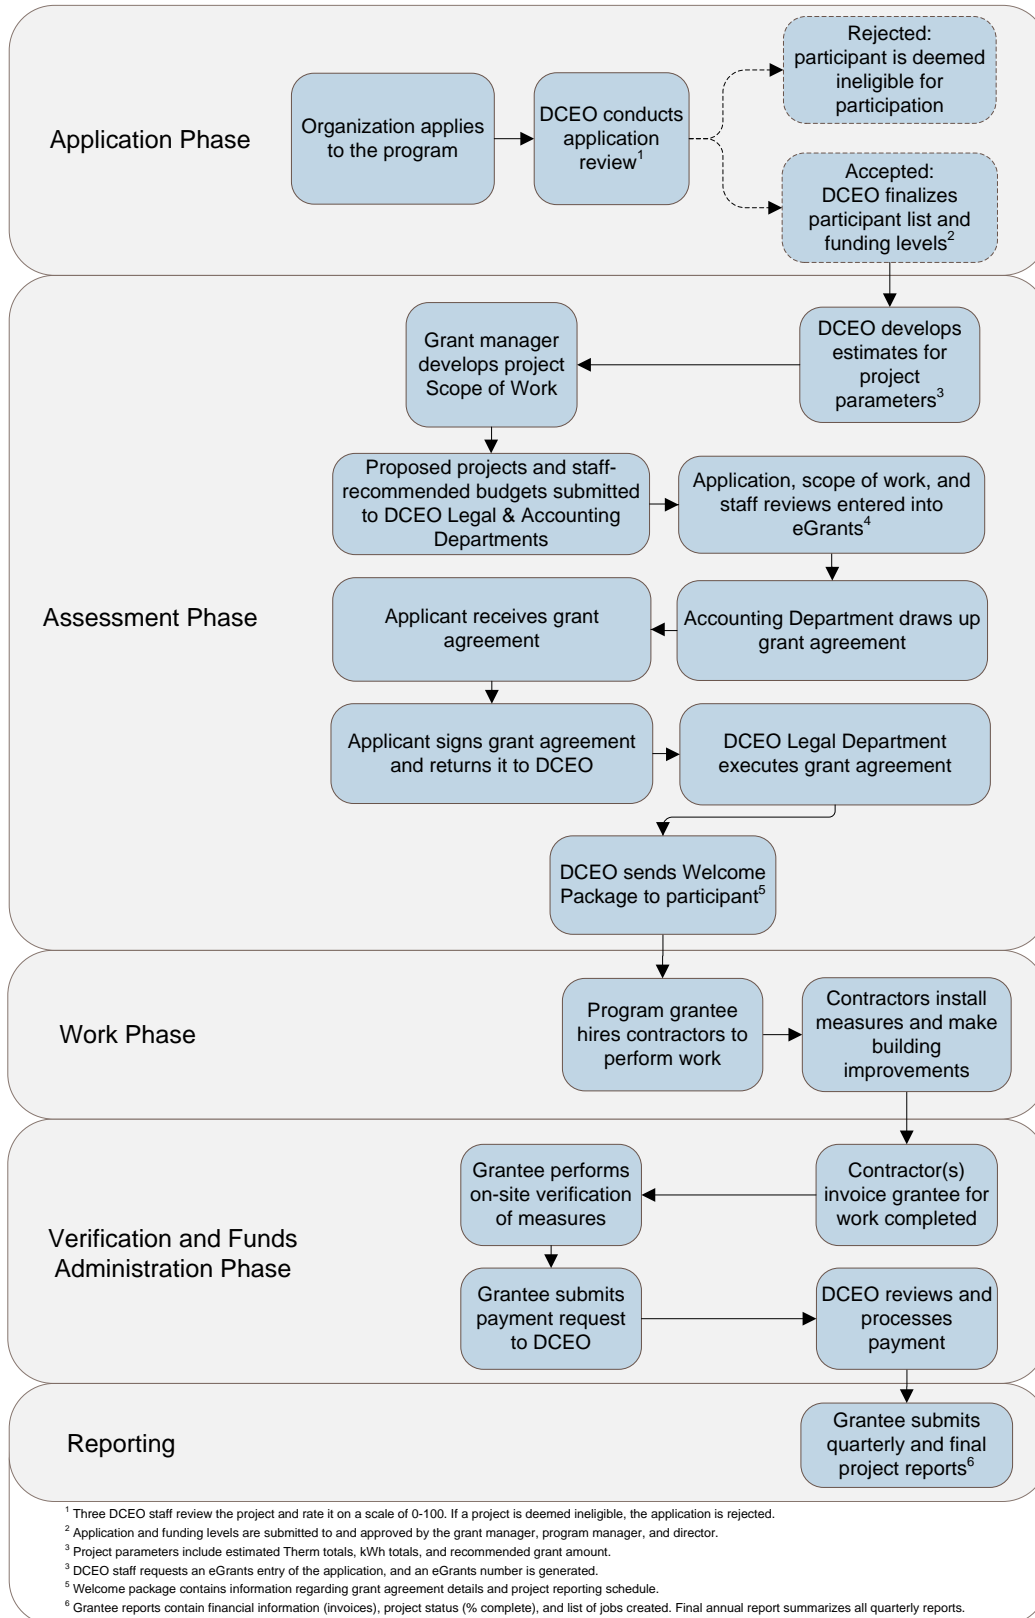 Application Phase
Organization applies
to the program
DCEO conducts
application
review1
Rejected:
participant is deemed
ineligible for
participation
Accepted:
DCEO finalizes
participant list and
funding levels2
Assessment Phase
DCEO develops
estimates for
project
parameters3
Grant manager
develops project
Scope of Work
Proposed projects and staff-
recommended budgets submitted
to DCEO Legal & Accounting
Departments
Application, scope of work, and
staff reviews entered into
eGrants4
Accounting Department draws up
grant agreement
Applicant receives grant
agreement
Applicant signs grant agreement
and returns it to DCEO
DCEO Legal Department
executes grant agreement
DCEO sends Welcome
Package to participant5
Work Phase
Program grantee
hires contractors to
perform work
Contractors install
measures and make
building
improvements
Verification and Funds
Administration Phase
Contractor(s)
invoice grantee for
work completed
Grantee performs
on-site verification
of measures
Grantee submits
payment request
to DCEO
DCEO reviews and
processes
payment
Reporting
Grantee submits
quarterly and final
project reports6
1 Three DCEO staff review the project and rate it on a scale of 0-100. If a project is deemed ineligible, the application is rejected.
2 Application and funding levels are submitted to and approved by the grant manager, program manager, and director.
3 Project parameters include estimated Therm totals, kWh totals, and recommended grant amount.
3 DCEO staff requests an eGrants entry of the application, and an eGrants number is generated.
5 Welcome package contains information regarding grant agreement details and project reporting schedule.
6 Grantee reports contain financial information (invoices), project status (% complete), and list of jobs created. Final annual report summarizes all quarterly reports.